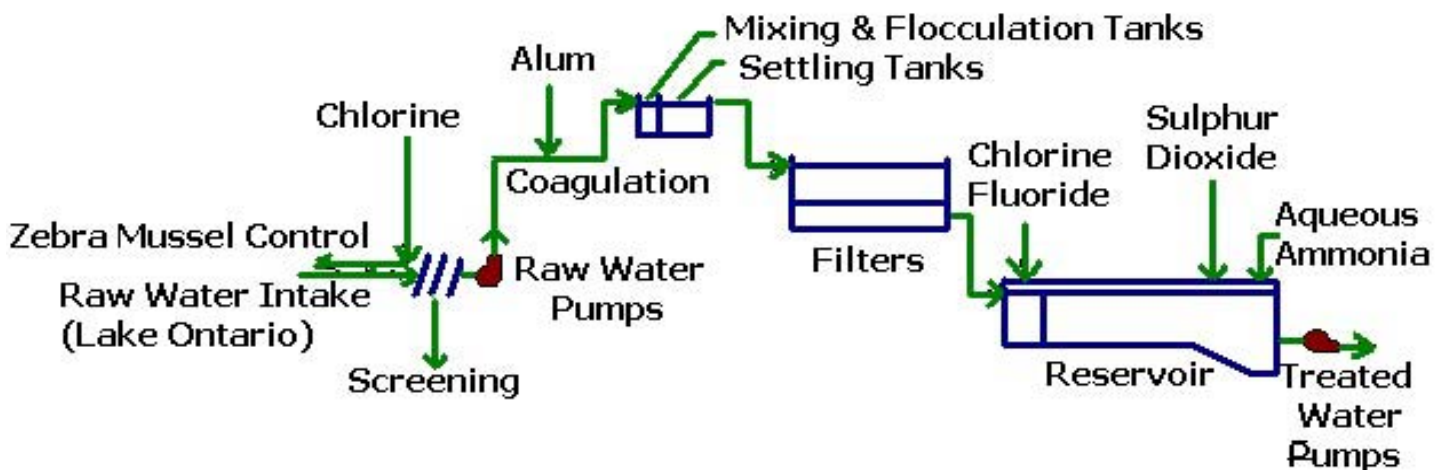 Mixing & Flocculation Tanks
Settling Tanks
Alum
Chlorine
Coagulation
Zebra Mussel Control
Raw Water Intake
(Lake Ontario)
Screening
Raw Water
Pumps
Filters
Chlorine
Fluoride
Sulphur
Dioxide
Aqueous
Ammonia
Reservoir
Treated
Water
Pumps